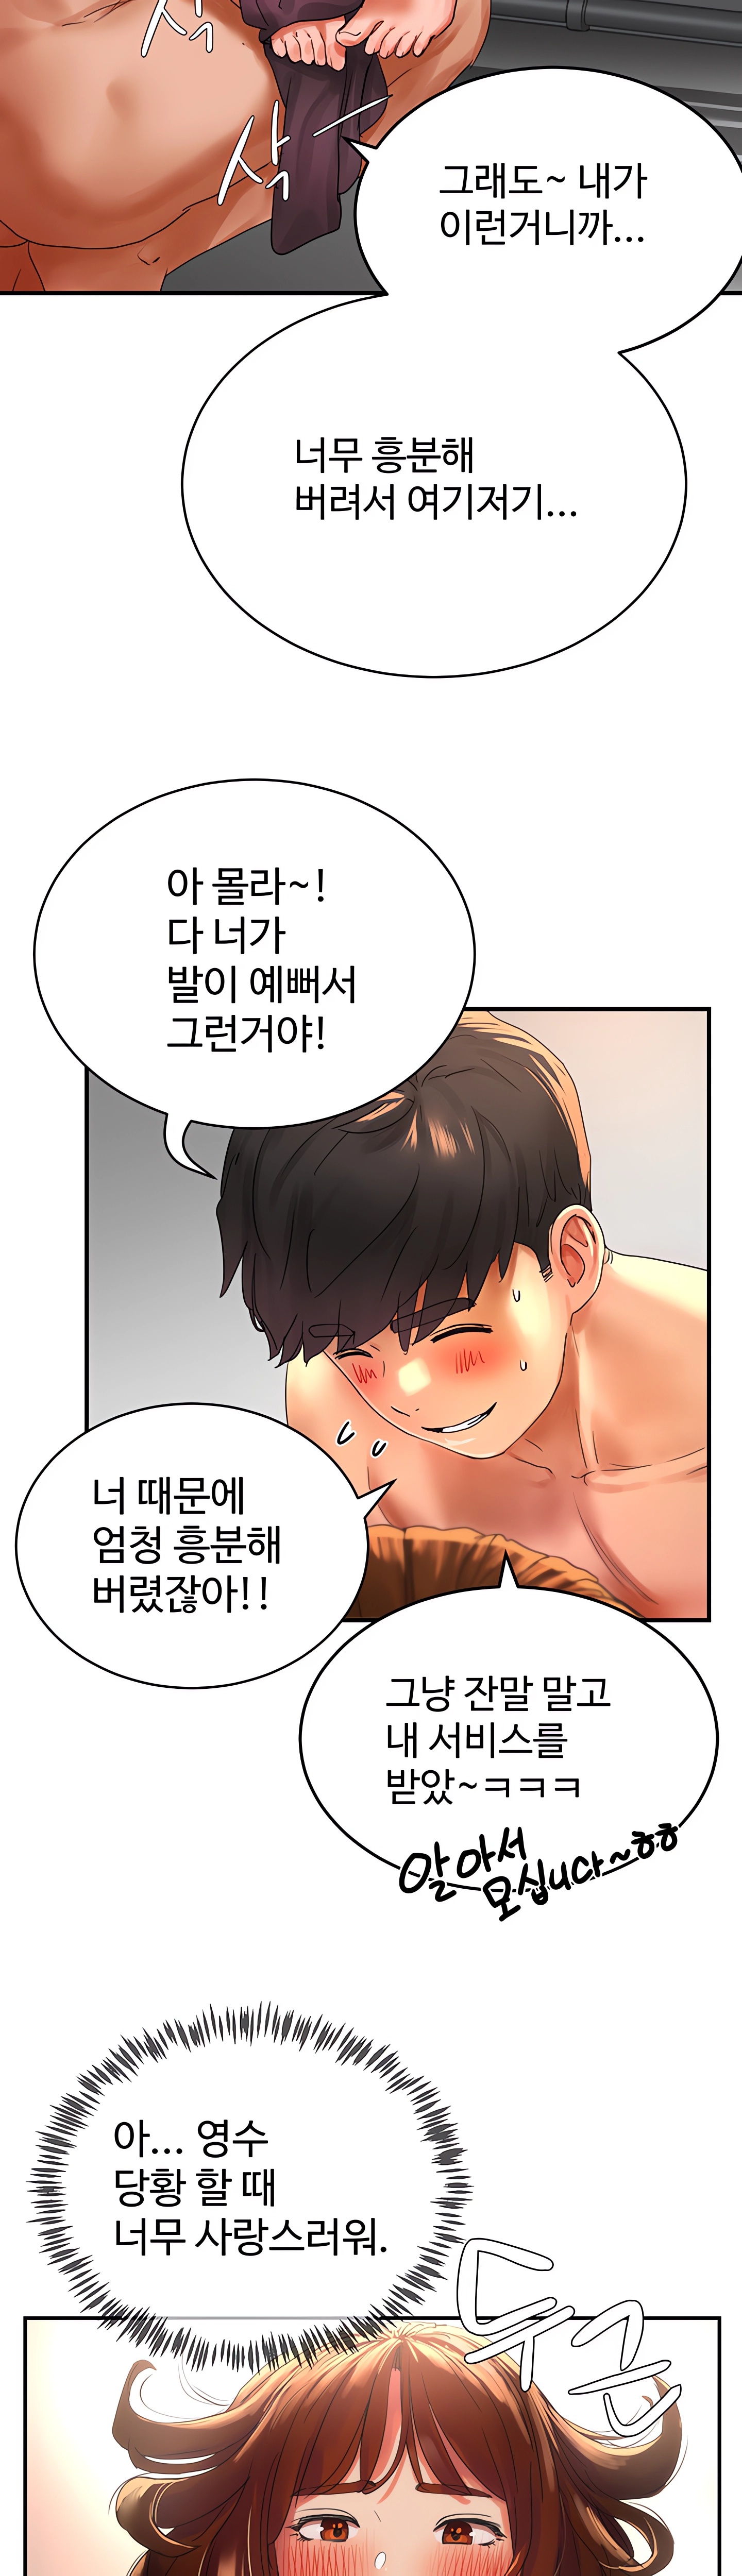 삭
삭
그래도~ 내가
이런거니까...
너무 흥분해
버려서 여기저기...
아 몰라~!
다 너가
발이 예뻐서
그런거야!
너 때문에
엄청 흥분해
버렸잖아!!
그냥 잔말 말고
내 서비스를
받았~ㅋㅋㅋ
알아서
모십니다~ㅎㅎ
아... 영수
당황 할 때
너무 사랑스러워.
두근